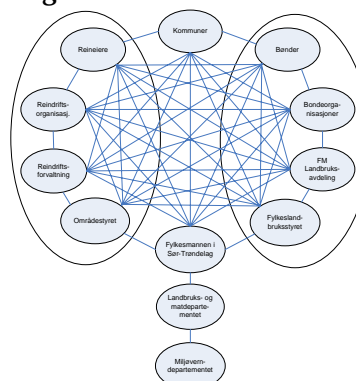 Kommuner
Reineiere
Bønder
Reindrifts-
organisasj.
Bondeorga-
nisasjoner
Reindrifts-
forvaltning
FM
Landbruks-
avdeling
Områdestyret
Fylkesland-
bruksstyret
Fylkesmannen i
Sør-Trøndelag
Landbruks- og
matdeparte-
mentet
Miljøvern-
departementet